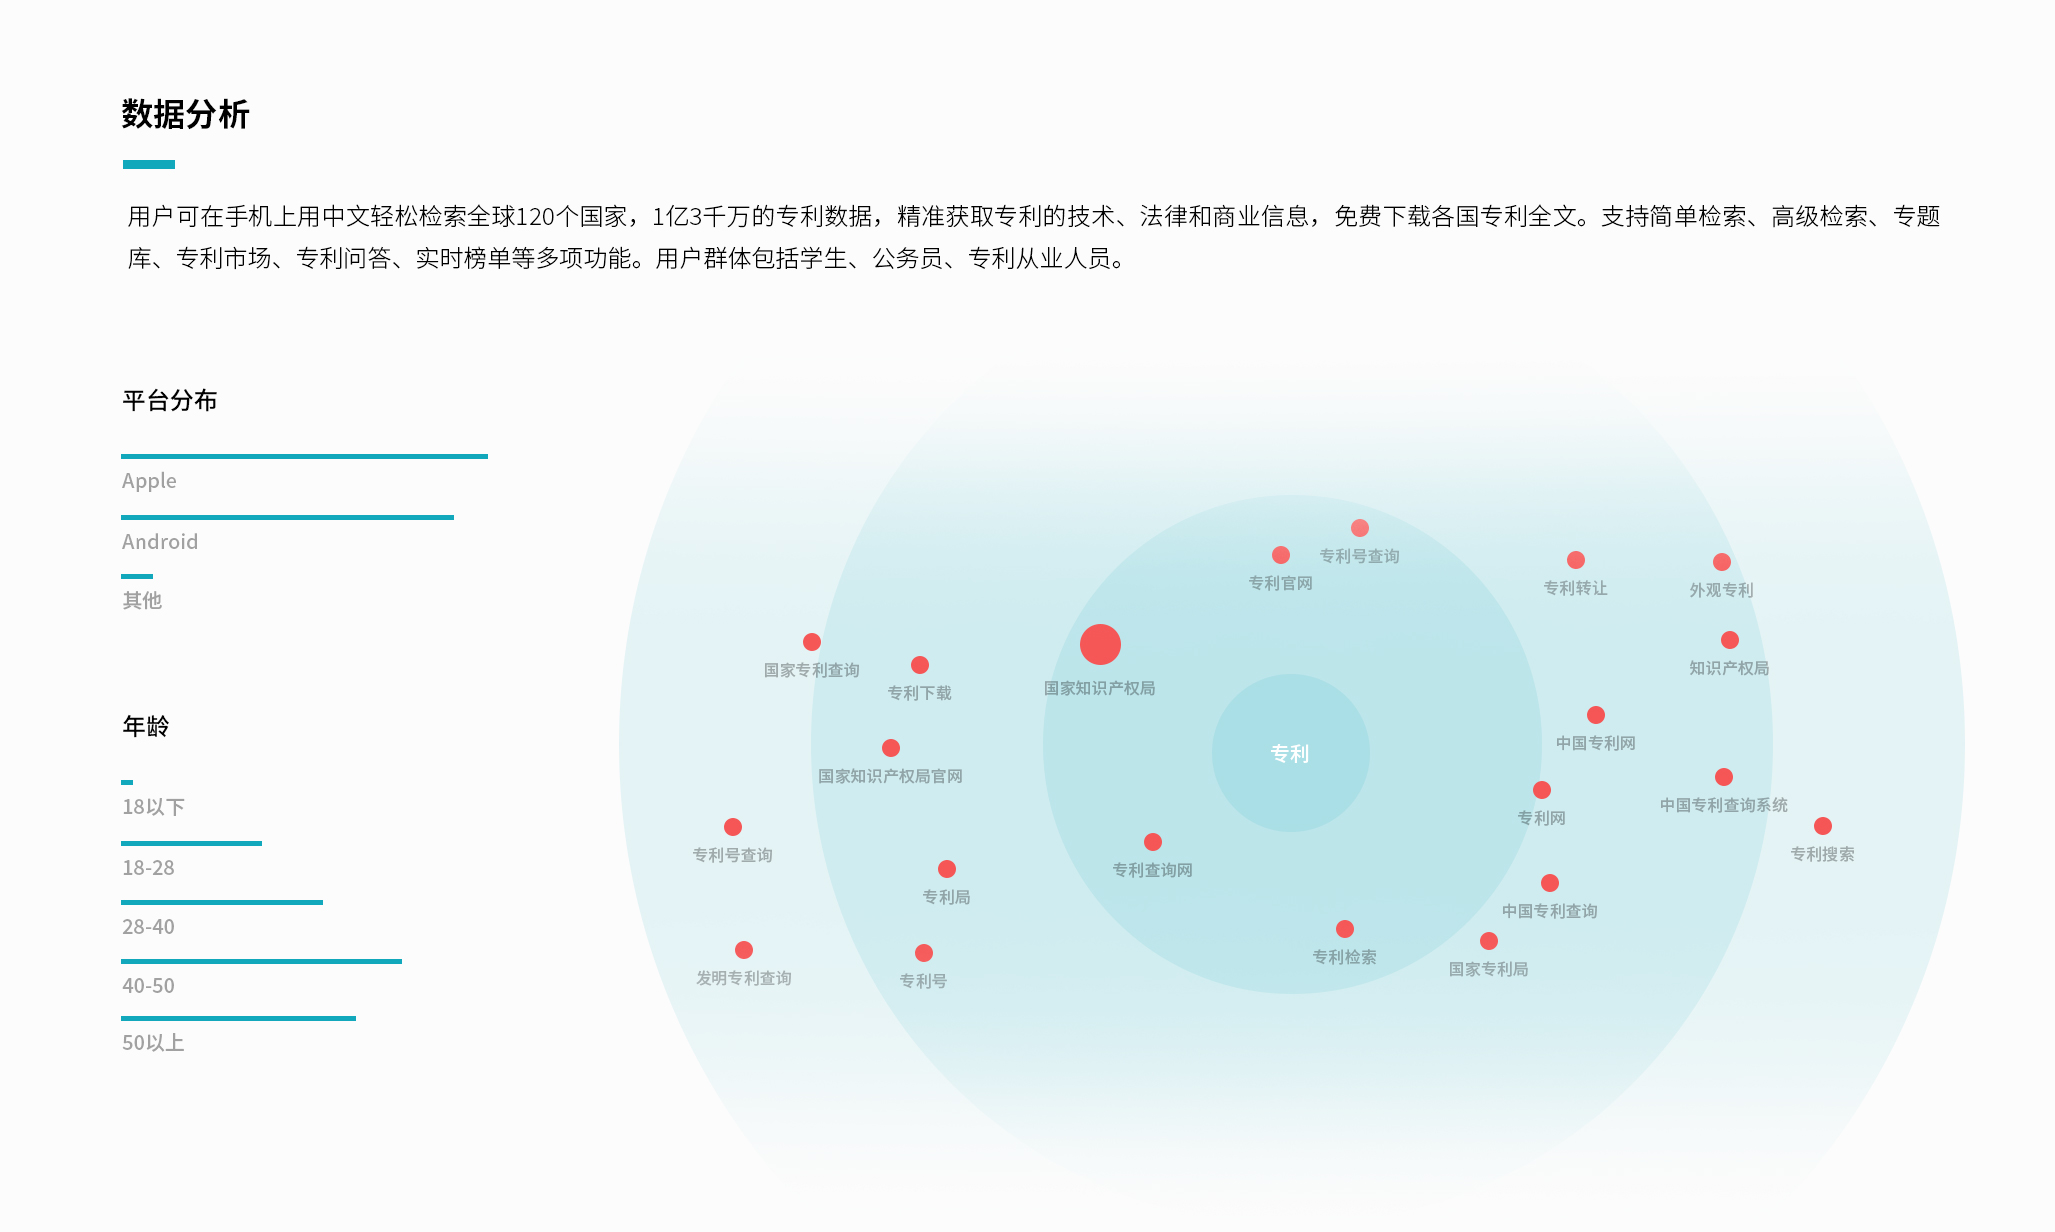 数据分析
用户可在手机上用中文轻松检索全球120个国家，1亿3千万的专利数据，精准获取专利的技术、法律和商业信息，免费下载各国专利全文。支持简单检索、高级检索、专题
库、专利市场、专利问答、实时榜单等多项功能。用户群体包括学生、公务员、专利从业人员。
平台分布
Apple
Android
其他
年龄
18以下
18-28
28-40
40-50
50以上
专利号查询
专利官网
专利转让
外观专利
国家专利查询
知识产权局
国家知识产权局
专利下载
中国专利网
专利
国家知识产权局官网
中国专利查询系统
专利网
专利号查询
专利搜索
专利查询网
专利局
中国专利查询
专利检索
国家专利局
发明专利查询
专利号